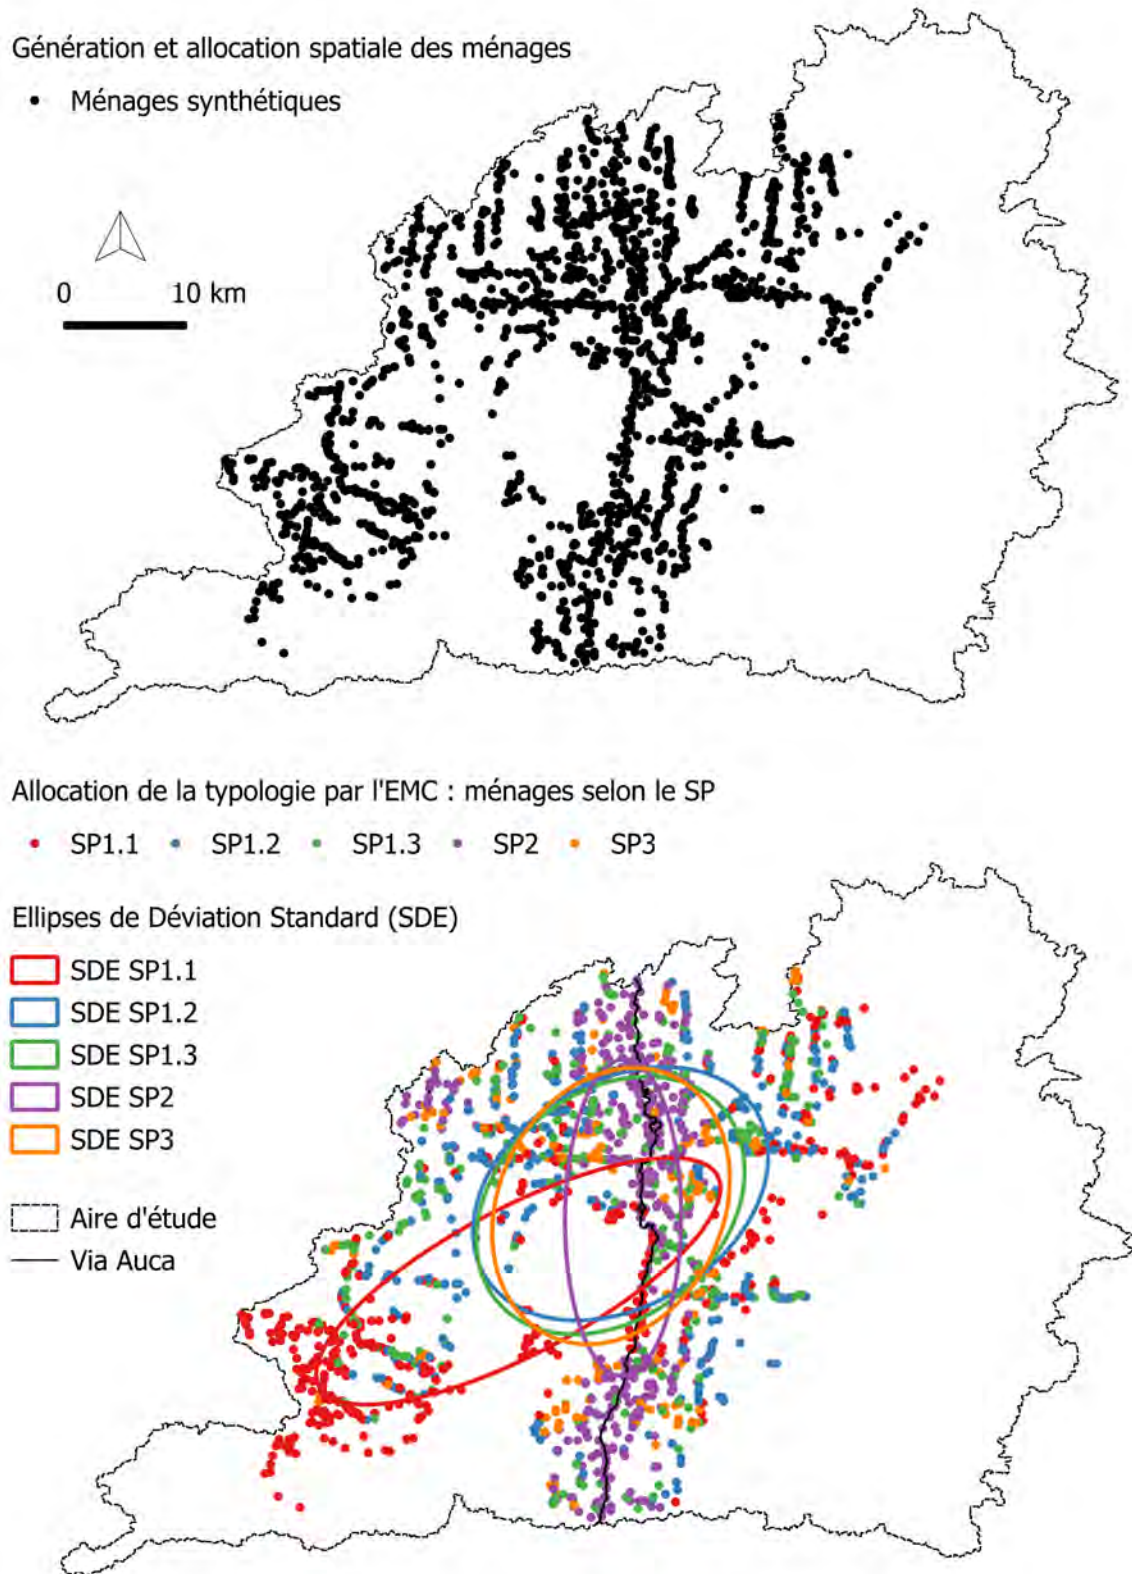 Génération et allocation spatiale des ménages
Ménages synthétiques
0 10 km
Allocation de la typologie par l'EMC : ménages selon le SP
SP1.1 SP1.2 SP1.3 SP2 SP3
Ellipses de Déviation Standard (SDE)
SDE SP1.1
SDE SP1.2
SDE SP1.3
SDE SP2
SDE SP3
Aire d'étude
Via Auca